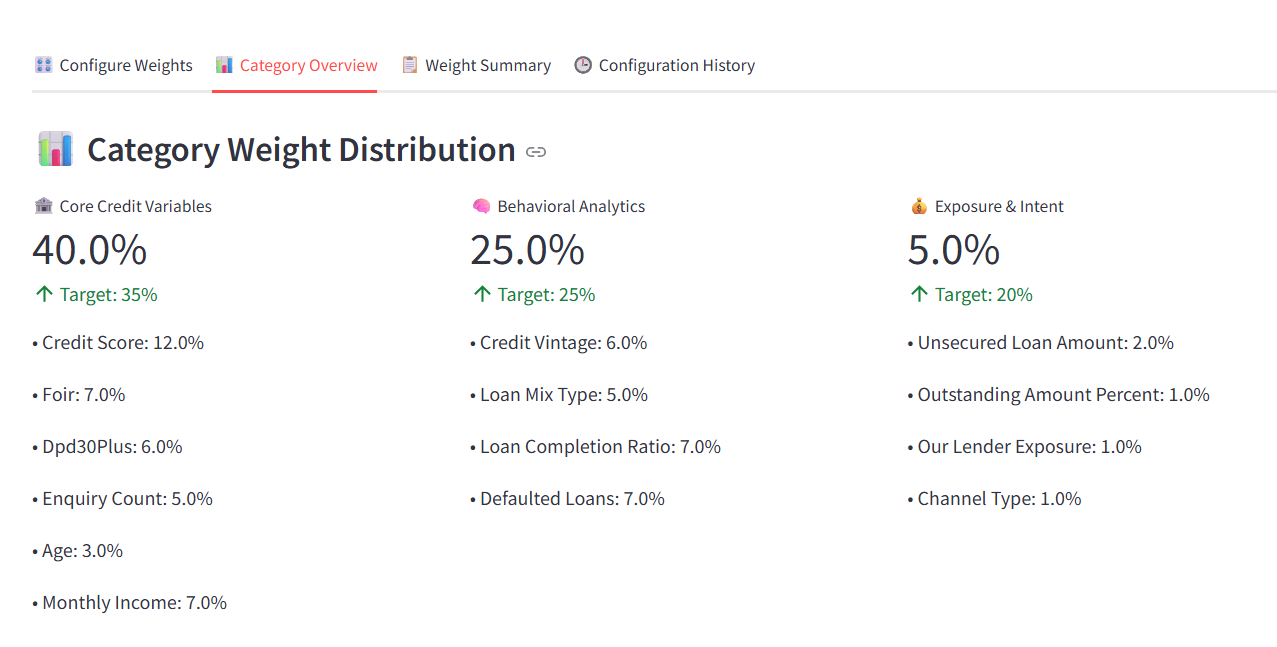 Configure Weights
Category Overview
Weight Summary
Configuration History
Category Weight Distribution
Core Credit Variables
40.0%
↑ Target: 35%
• Credit Score: 12.0%
• Foir: 7.0%
• Dpd30Plus: 6.0%
• Enquiry Count: 5.0%
• Age: 3.0%
• Monthly Income: 7.0%
Behavioral Analytics
25.0%
↑ Target: 25%
• Credit Vintage: 6.0%
• Loan Mix Type: 5.0%
• Loan Completion Ratio: 7.0%
• Defaulted Loans: 7.0%
Exposure & Intent
5.0%
↑ Target: 20%
• Unsecured Loan Amount: 2.0%
• Outstanding Amount Percent: 1.0%
• Our Lender Exposure: 1.0%
• Channel Type: 1.0%